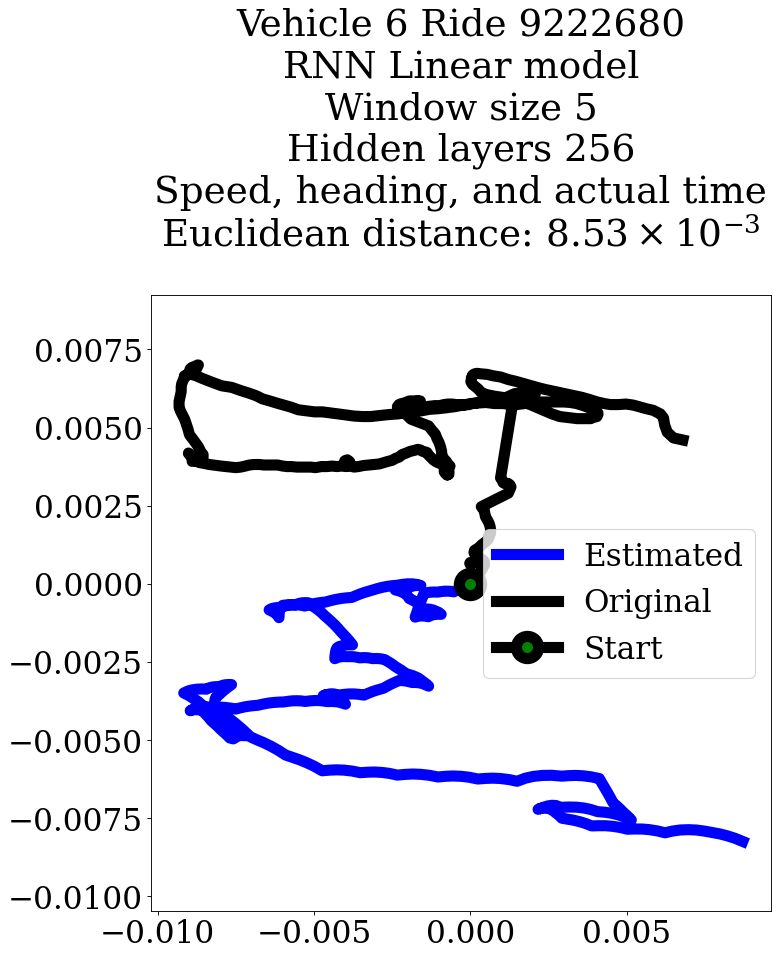 Vehicle 6 Ride 9222680
RNN Linear model
Window size 5
Hidden layers 256
Speed, heading, and actual time
Euclidean distance: 8.53 × 10⁻³
0.0075
0.0050
0.0025
0.0000
−0.0025
−0.0050
−0.0075
−0.0100
−0.010
−0.005
0.000
0.005
Estimated
Original
Start